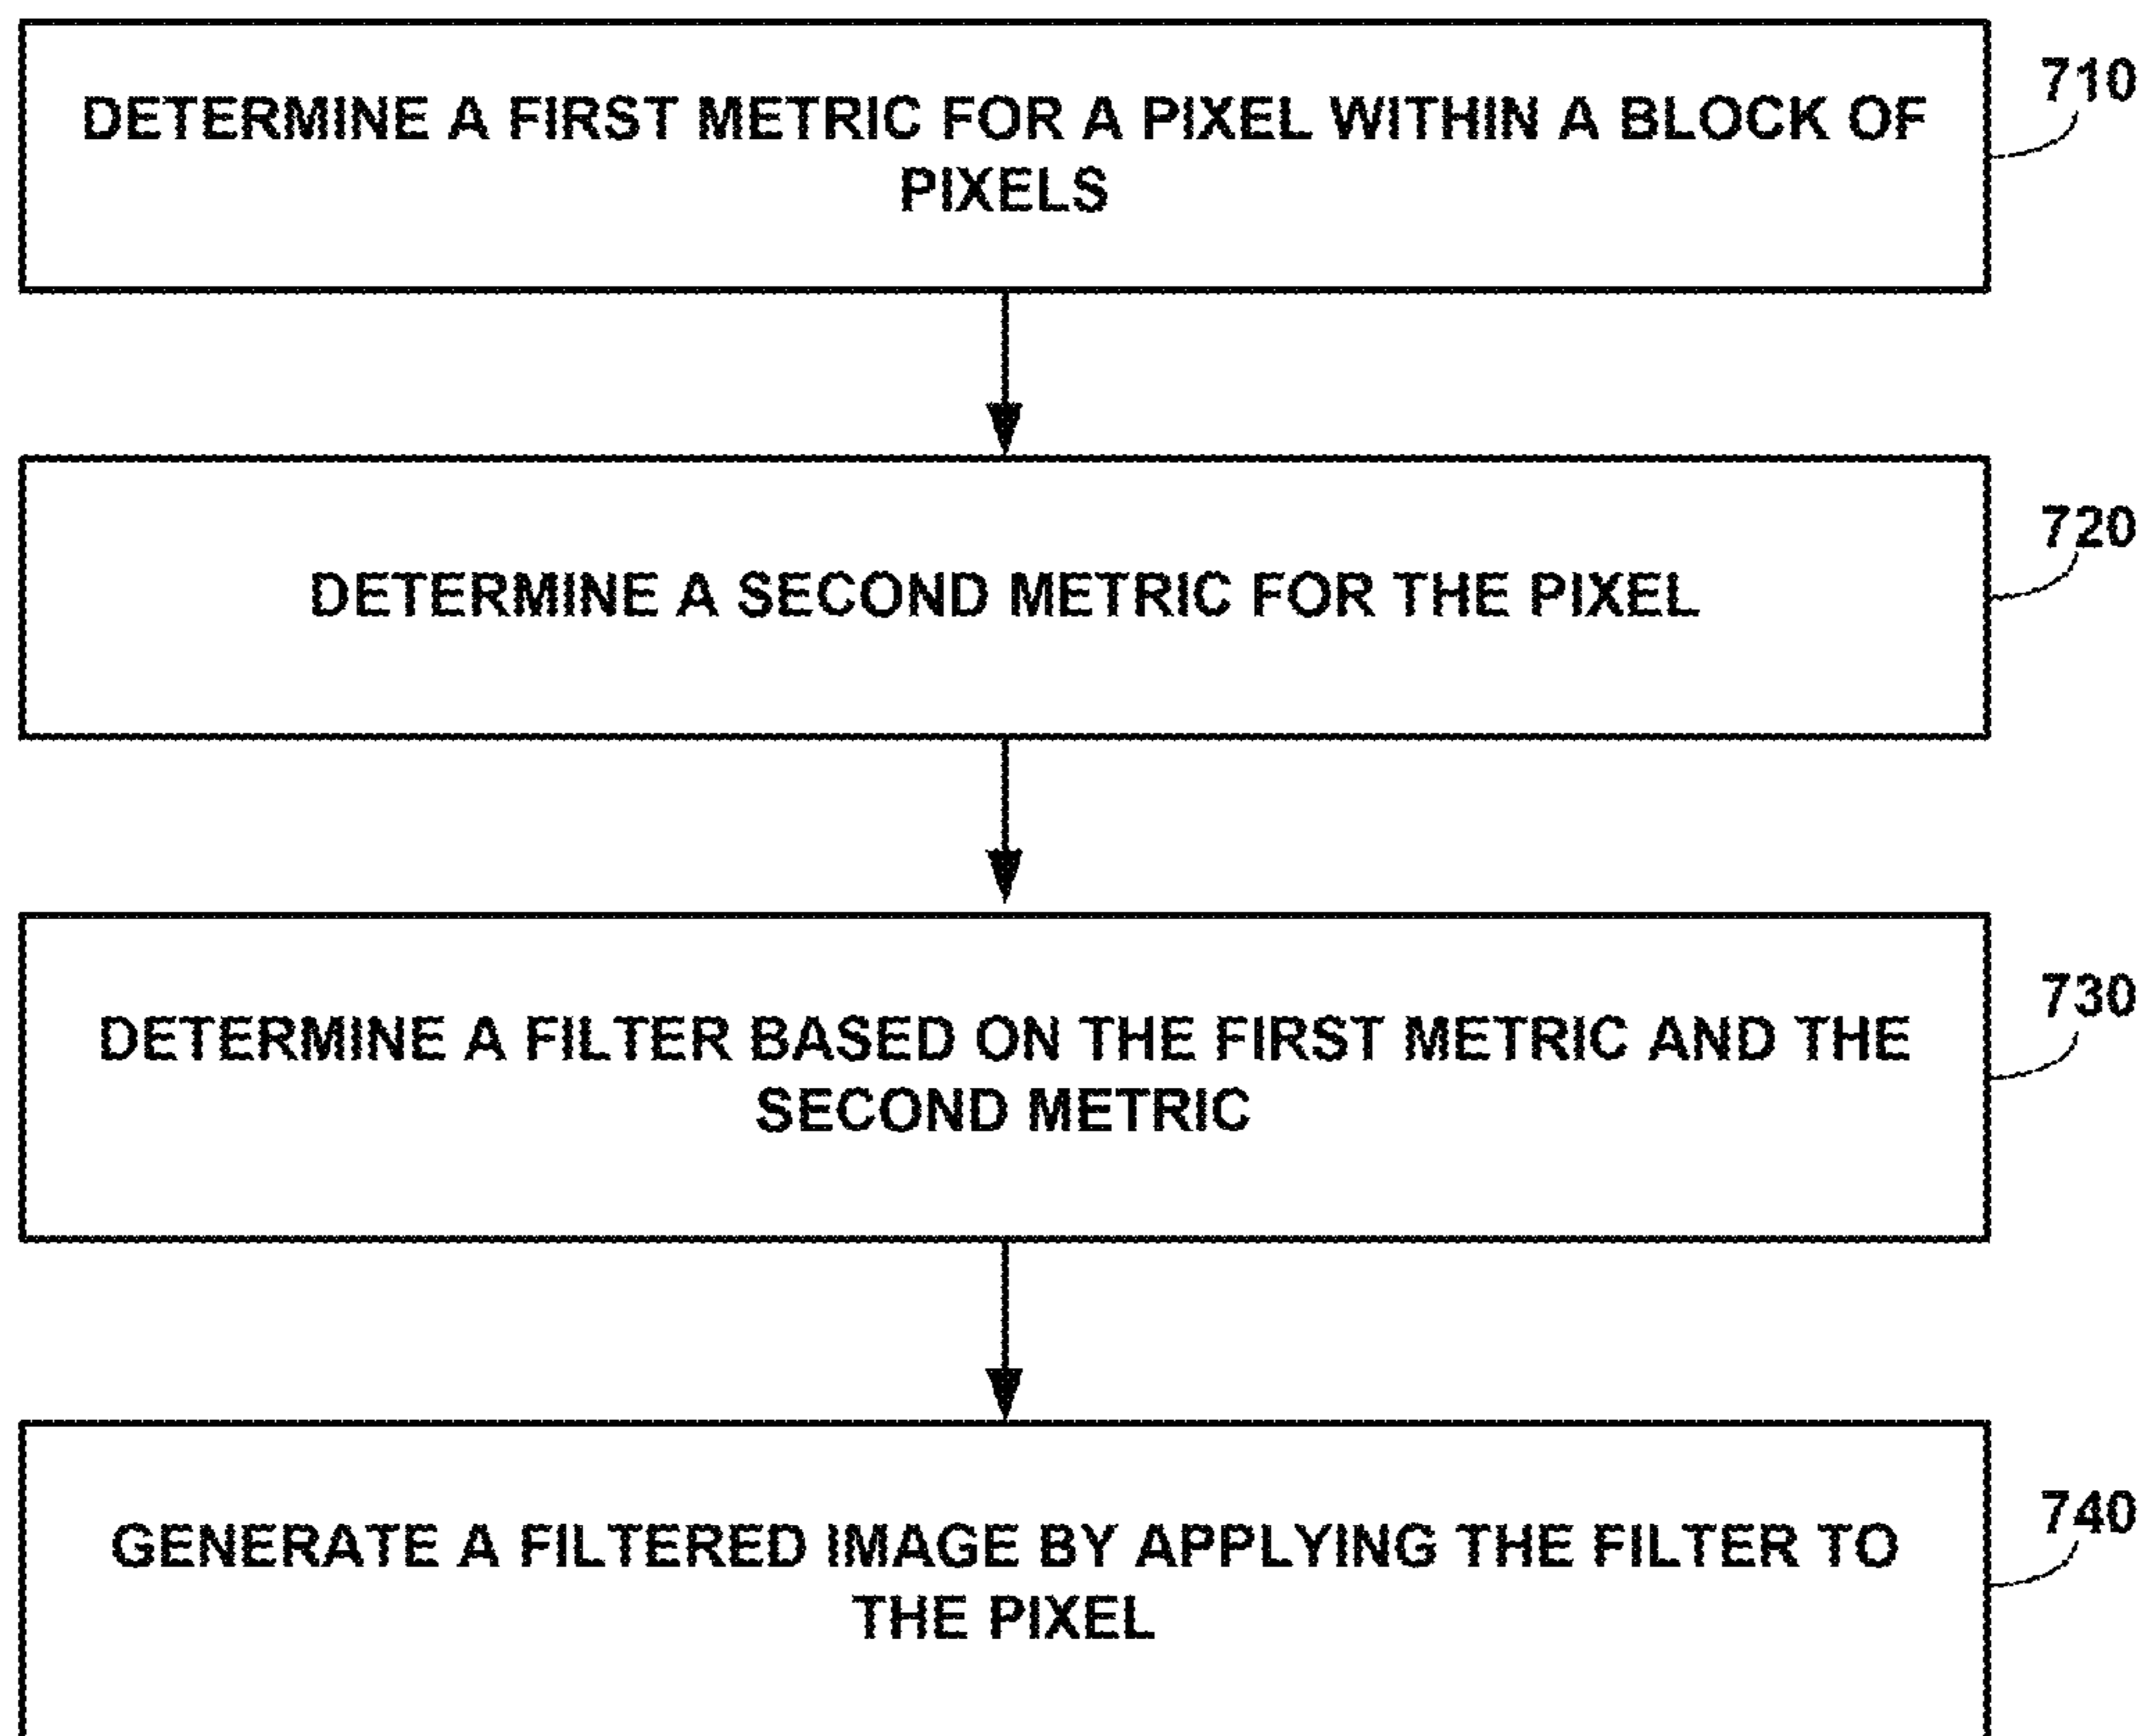 710
DETERMINE A FIRST METRIC FOR A PIXEL WITHIN A BLOCK OF
PIXELS
720
DETERMINE A SECOND METRIC FOR THE PIXEL
730
DETERMINE A FILTER BASED ON THE FIRST METRIC AND THE
SECOND METRIC
740
GENERATE A FILTERED IMAGE BY APPLYING THE FILTER TO
THE PIXEL